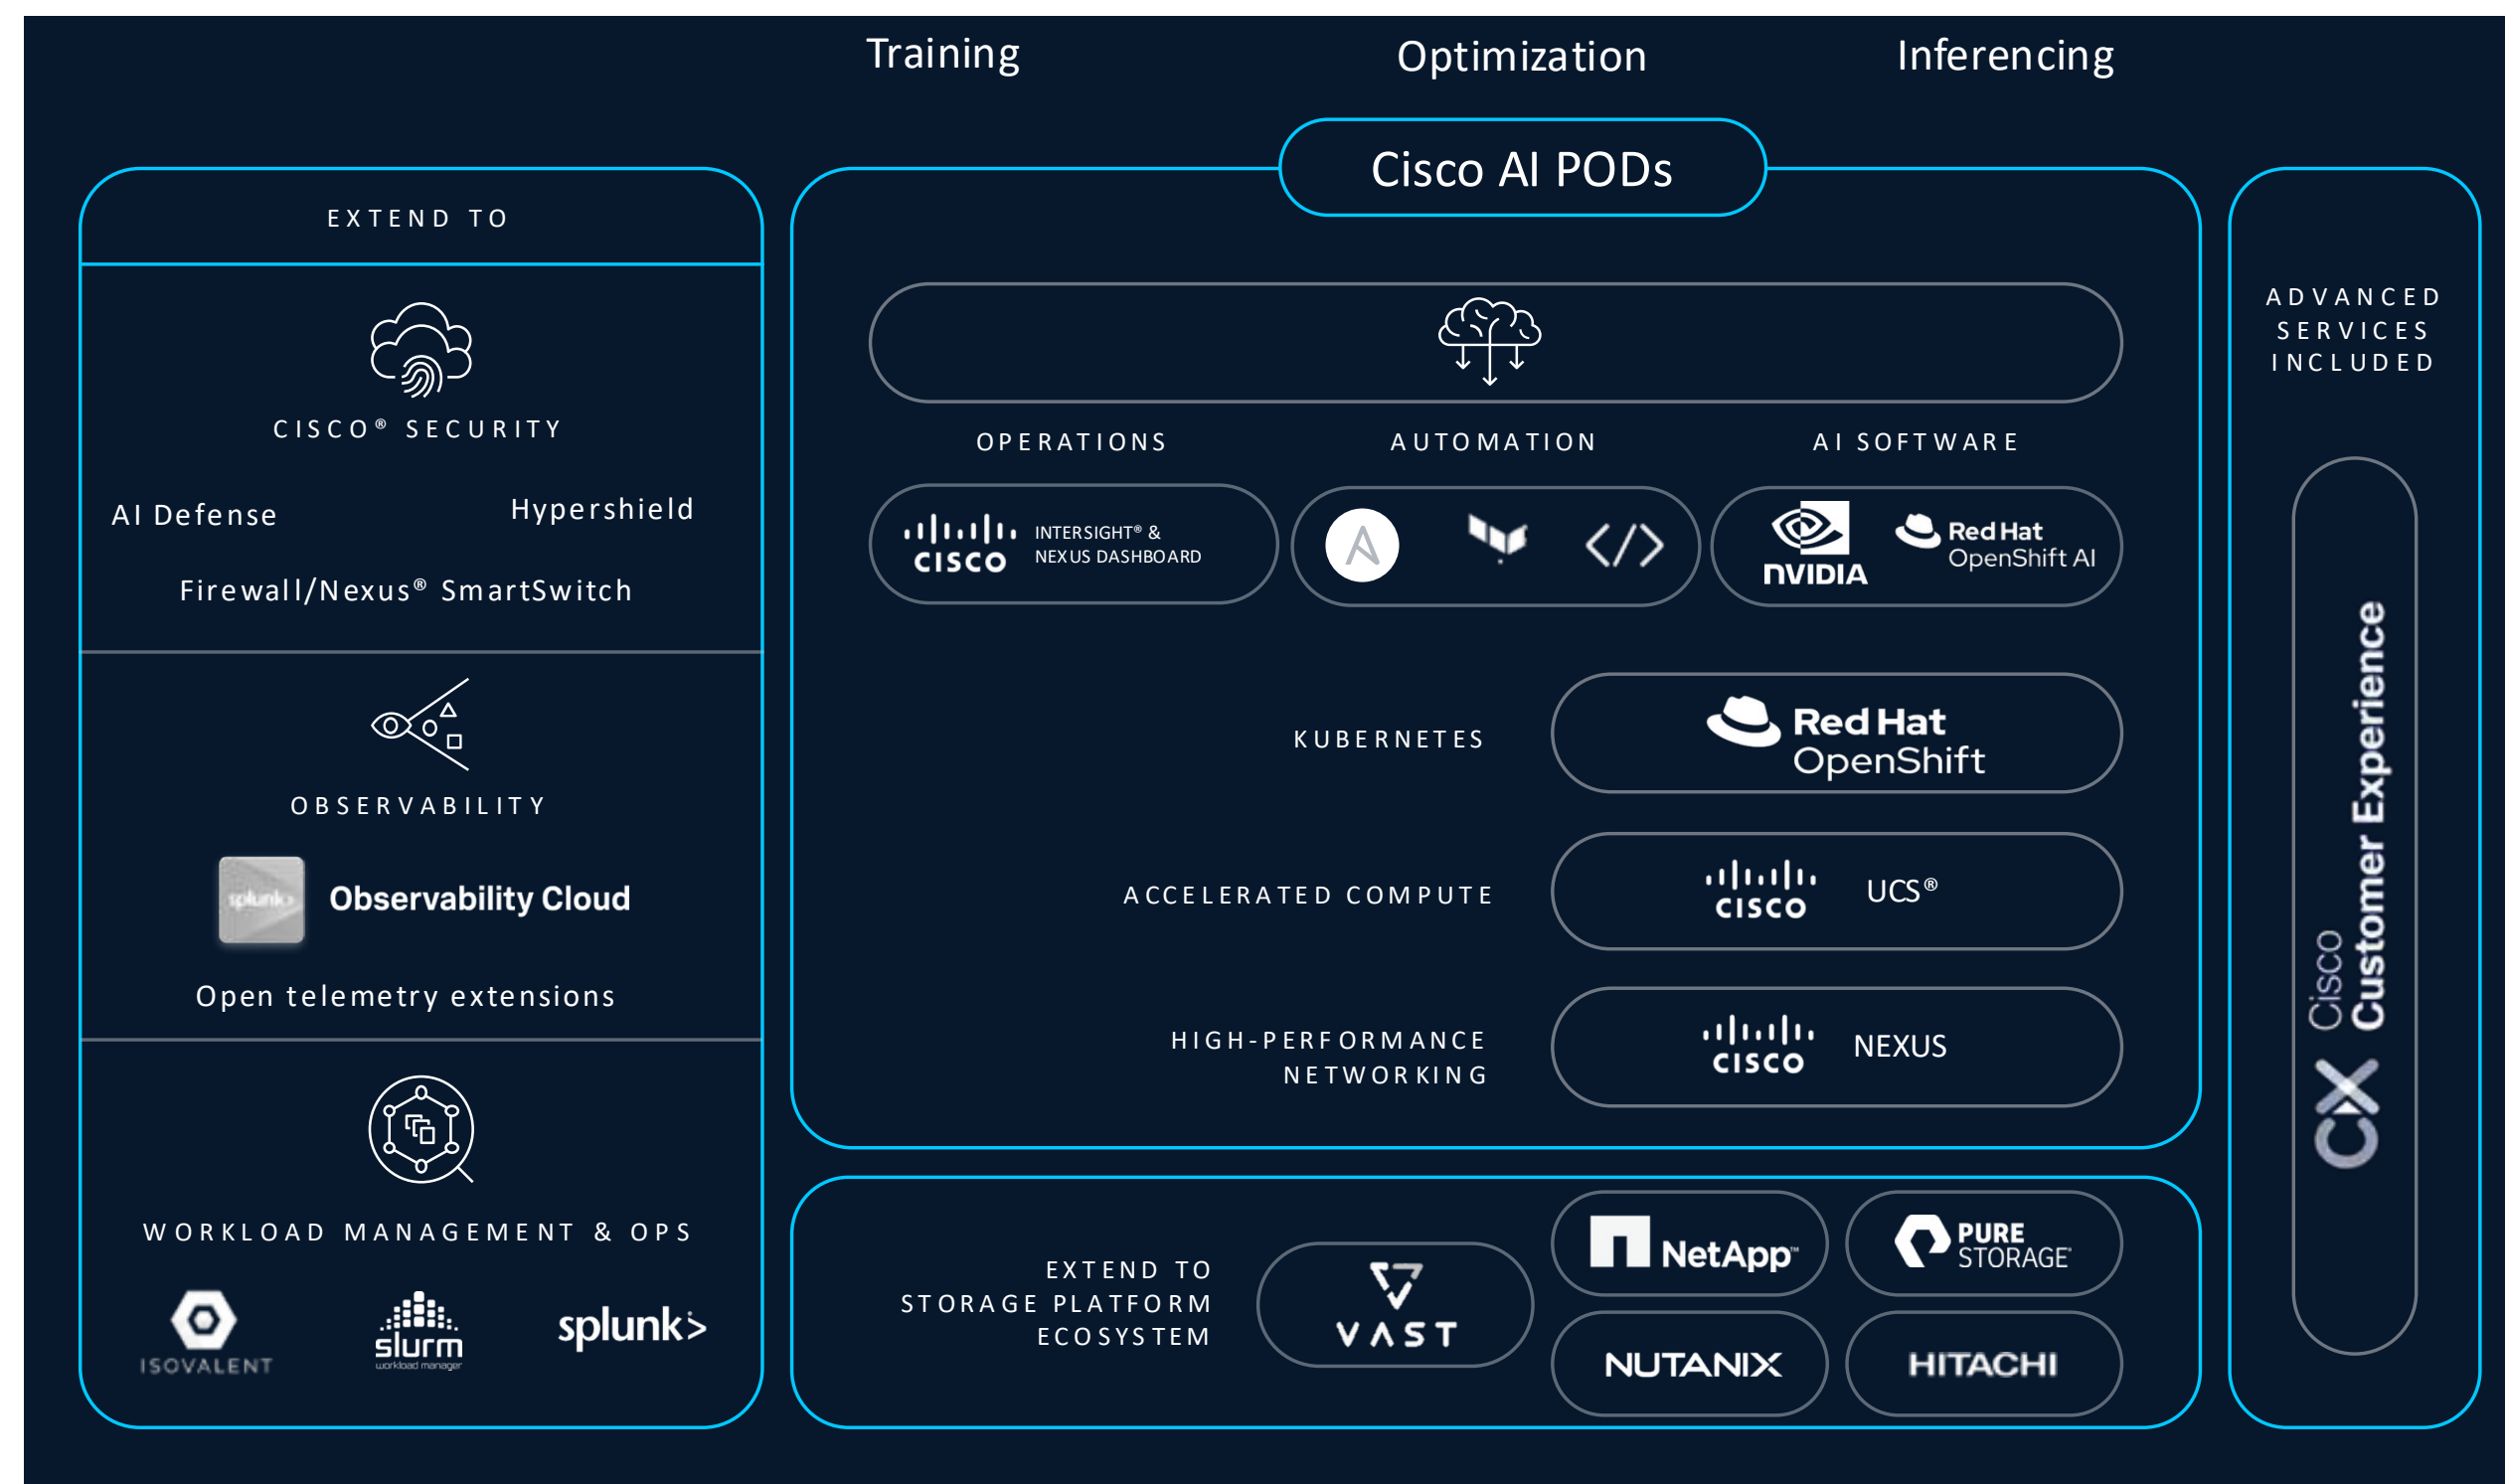 Training
Optimization
Inferencing
Cisco AI PODs
EXTEND TO
CISCO® SECURITY
AI Defense
Hypershield
Firewall/Nexus® SmartSwitch
OBSERVABILITY
splunk>
Observability Cloud
Open telemetry extensions
WORKLOAD MANAGEMENT & OPS
ISOVALENT
slurm
workload manager
splunk>
OPERATIONS
AUTOMATION
AI SOFTWARE
CISCO
INTERSIGHT® &
NEXUS DASHBOARD
A
</>
NVIDIA
Red Hat
OpenShift AI
KUBERNETES
Red Hat
OpenShift
ACCELERATED COMPUTE
CISCO
UCS®
HIGH-PERFORMANCE
NETWORKING
CISCO
NEXUS
EXTEND TO
STORAGE PLATFORM
ECOSYSTEM
VAST
NetApp™
PURE
STORAGE®
NUTANIX
HITACHI
ADVANCED
SERVICES
INCLUDED
CX
Cisco
Customer Experience